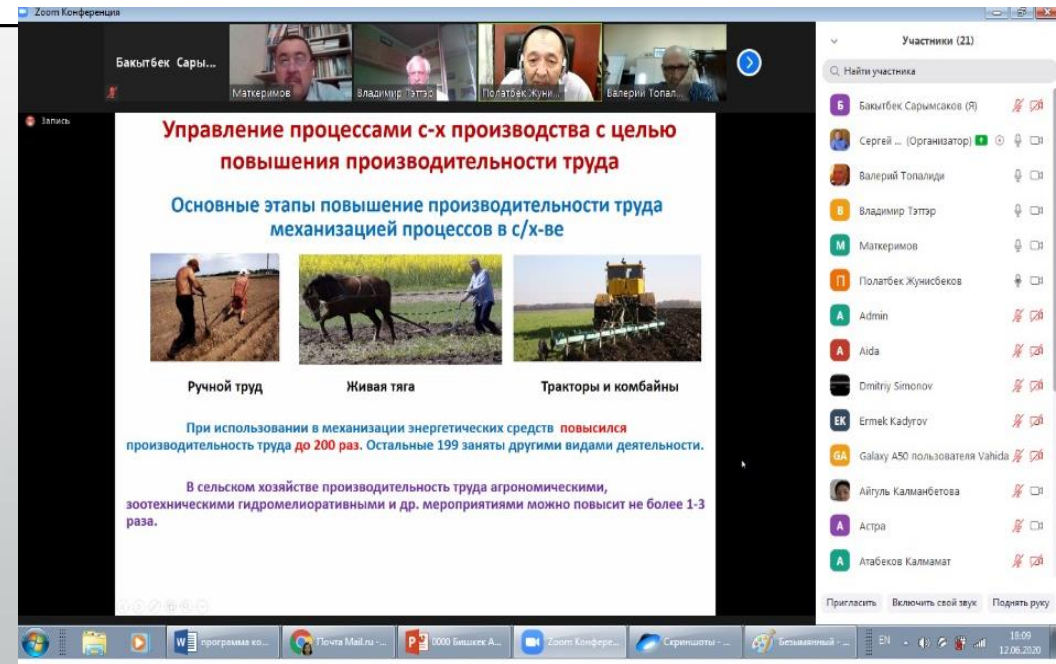 Zoom Конференция
Бакытбек Сары...
Маткеримов
Владимир Тэттэр
Полатбек Жуни...
Валерий Топал...
Запись
Управление процессами с-х производства с целью
повышения производительности труда
Основные этапы повышение производительности труда
механизацией процессов в с/х-ве
Ручной труд
Живая тяга
Тракторы и комбайны
При использовании в механизации энергетических средств повысился
производительность труда до 200 раз. Остальные 199 заняты другими видами деятельности.
В сельском хозяйстве производительность труда агрономическими,
зоотехническими гидромелиоративными и др. мероприятиями можно повысит не более 1-3
раза.
Участники (21)
Найти участника
Б Бакытбек Сарымсаков (Я)
Сергей ... (Организатор)
Валерий Топалиди
В Владимир Тэттэр
М Маткеримов
П Полатбек Жунисбеков
A Admin
A Aida
Dmitriy Simonov
EK Ermek Kadyrov
GA Galaxy A50 пользователя Vahida
Айгуль Калманбетова
А Астра
А Атабеков Калмамат
Пригласить Включить свой звук Поднять руку
программа ко...
Почта Mail.ru -...
0000 Бишкек А...
Zoom Конфере...
Скриншоты - ...
Безымянный - ...
EN
18:09
12.06.2020